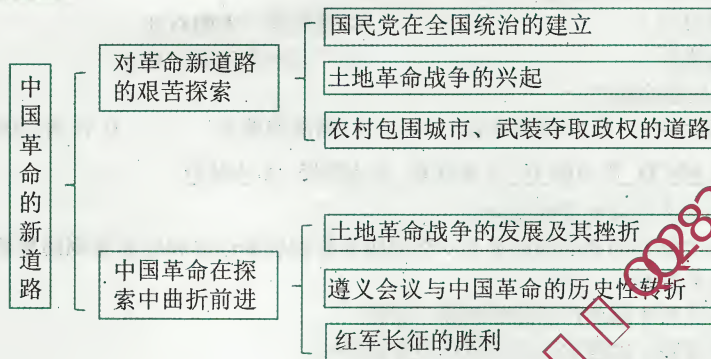 中国革命的新道路
对革命新道路
的艰苦探索
国民党在全国统治的建立
土地革命战争的兴起
农村包围城市、武装夺取政权的道路
中国革命在探
索中曲折前进
土地革命战争的发展及其挫折
遵义会议与中国革命的历史性转折
红军长征的胜利
QQ28